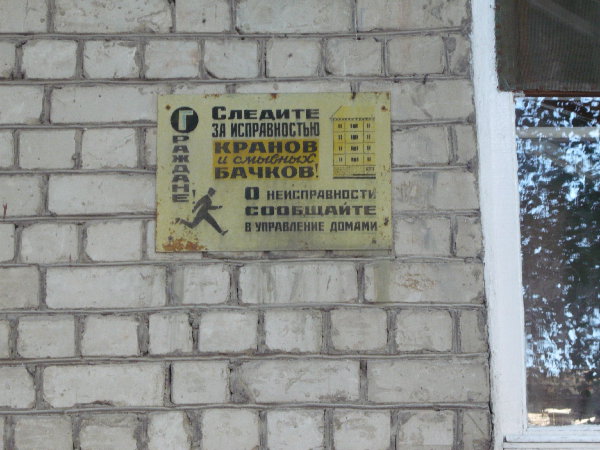 ГРАЖДАНЕ
СЛЕДИТЕ
ЗА ИСПРАВНОСТЬЮ
КРАНОВ
и смывных
БАЧКОВ!
О НЕИСПРАВНОСТИ
СООБЩАЙТЕ
В УПРАВЛЕНИЕ ДОМАМИ